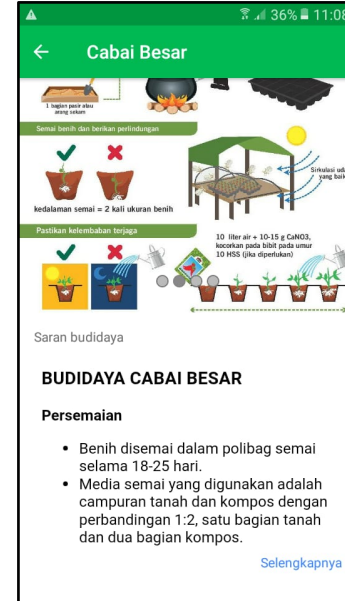 36% 11:08
Cabai Besar
1 bagian pasir atau
arang sekam
Semai benih dan berikan perlindungan
Sirkulasi uda
yang baik
kedalaman semai = 2 kali ukuran benih
Pastikan kelembaban terjaga
10 liter air + 10-15 g CaNO3,
kocorkan pada bibit pada umur
10 HSS (jika diperlukan)
Saran budidaya
BUDIDAYA CABAI BESAR
Persemaian
• Benih disemai dalam polibag semai
selama 18-25 hari.
• Media semai yang digunakan adalah
campuran tanah dan kompos dengan
perbandingan 1:2, satu bagian tanah
dan dua bagian kompos.
Selengkapnya